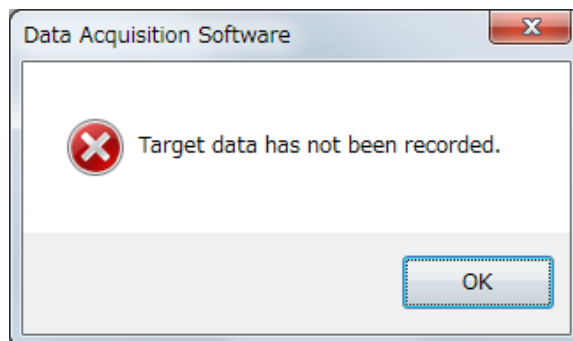 Data Acquisition Software
Target data has not been recorded.
OK